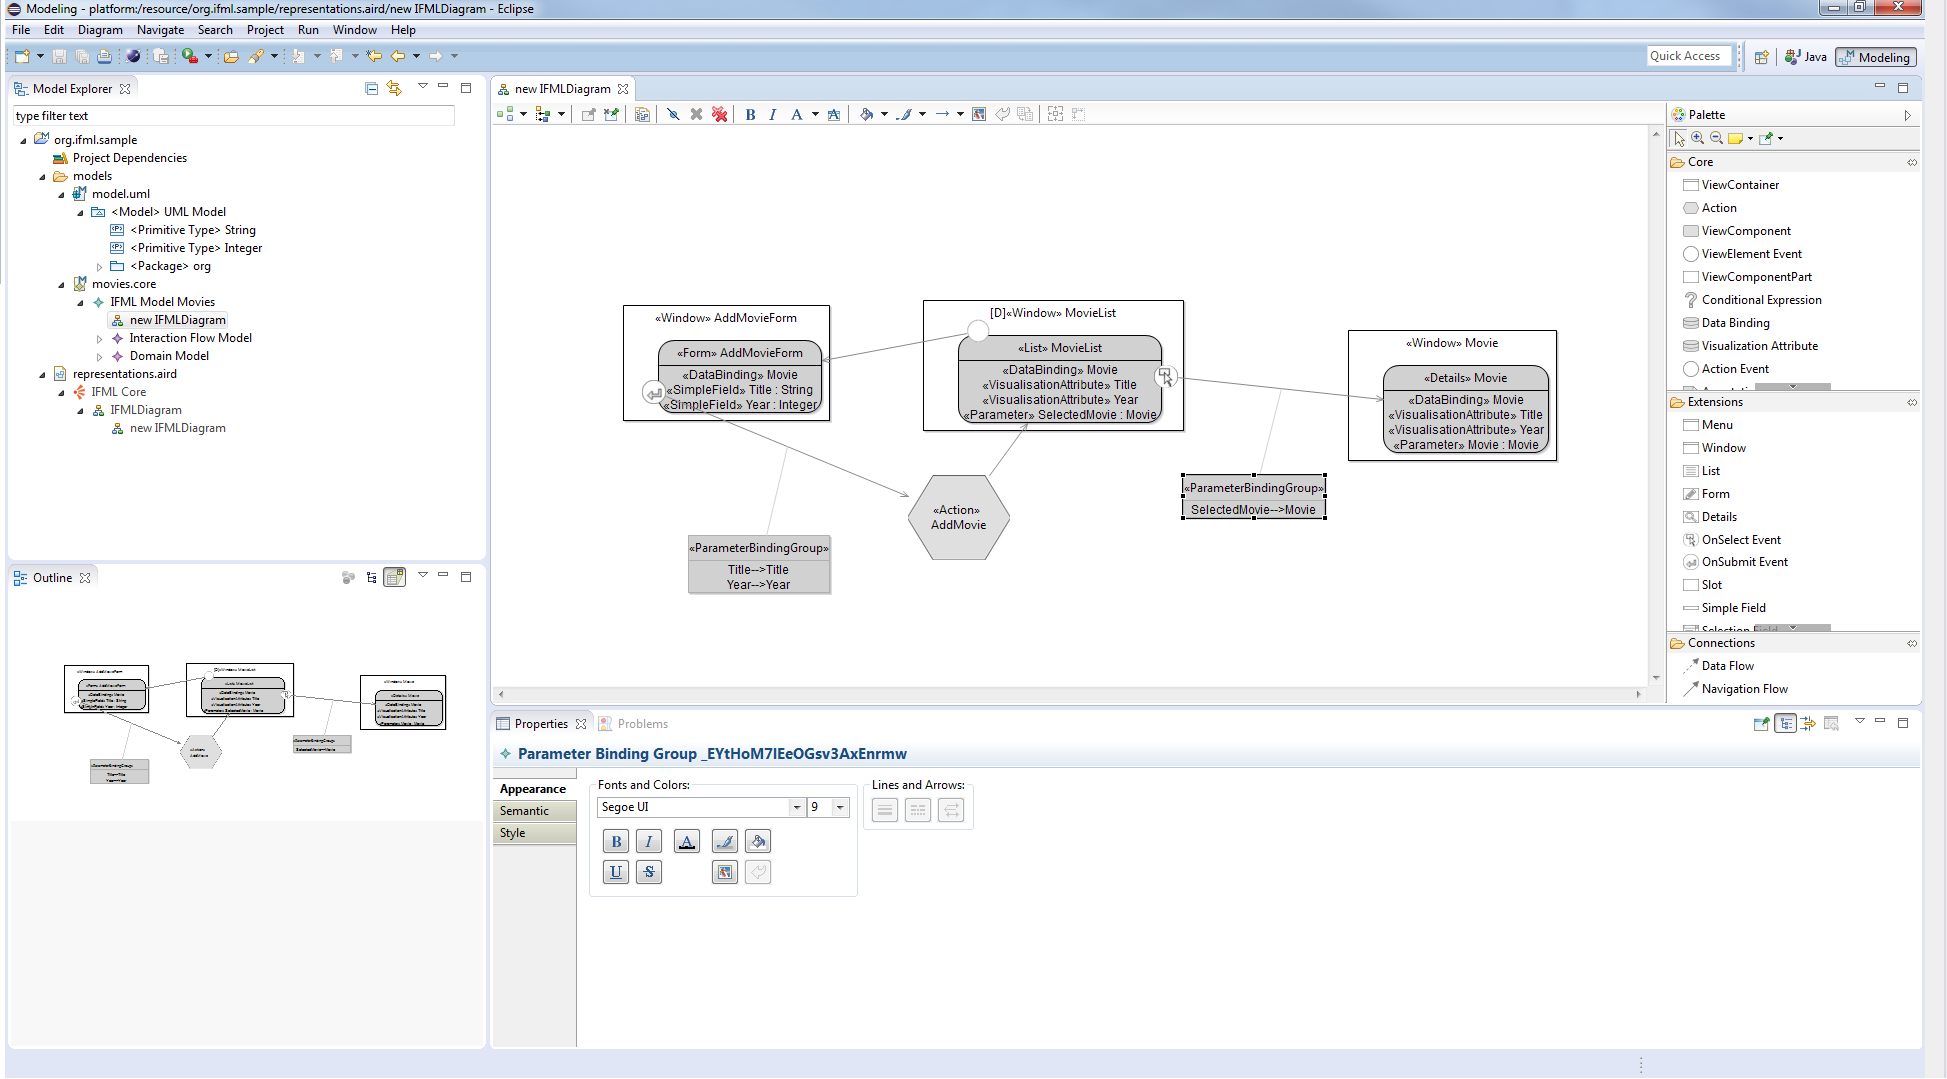 Modeling - platform:/resource/org.ifml.sample/representations.aird/new IFMLDiagram - Eclipse
File Edit Diagram Navigate Search Project Run Window Help
Quick Access
Java
Modeling
Model Explorer
type filter text
org.ifml.sample
Project Dependencies
models
model.uml
<Model> UML Model
<Primitive Type> String
<Primitive Type> Integer
<Package> org
movies.core
IFML Model Movies
new IFMLDiagram
Interaction Flow Model
Domain Model
representations.aird
IFML Core
IFMLDiagram
new IFMLDiagram
Outline
new IFMLDiagram
«Window» AddMovieForm
«Form» AddMovieForm
«DataBinding» Movie
«SimpleField» Title : String
«SimpleField» Year : Integer
[D]«Window» MovieList
«List» MovieList
«DataBinding» Movie
«VisualisationAttribute» Title
«VisualisationAttribute» Year
«Parameter» SelectedMovie : Movie
«Window» Movie
«Details» Movie
«DataBinding» Movie
«VisualisationAttribute» Title
«VisualisationAttribute» Year
«Parameter» Movie : Movie
«ParameterBindingGroup»
SelectedMovie-->Movie
«Action»
AddMovie
«ParameterBindingGroup»
Title-->Title
Year-->Year
Palette
Core
ViewContainer
Action
ViewComponent
ViewElement Event
ViewComponentPart
Conditional Expression
Data Binding
Visualization Attribute
Action Event
Extensions
Menu
Window
List
Form
Details
OnSelect Event
OnSubmit Event
Slot
Simple Field
Connections
Data Flow
Navigation Flow
Properties
Problems
Parameter Binding Group _EYtHoM7lEeOGsv3AxEnrmw
Appearance
Semantic
Style
Fonts and Colors:
Segoe UI
9
B I A
U S
Lines and Arrows: